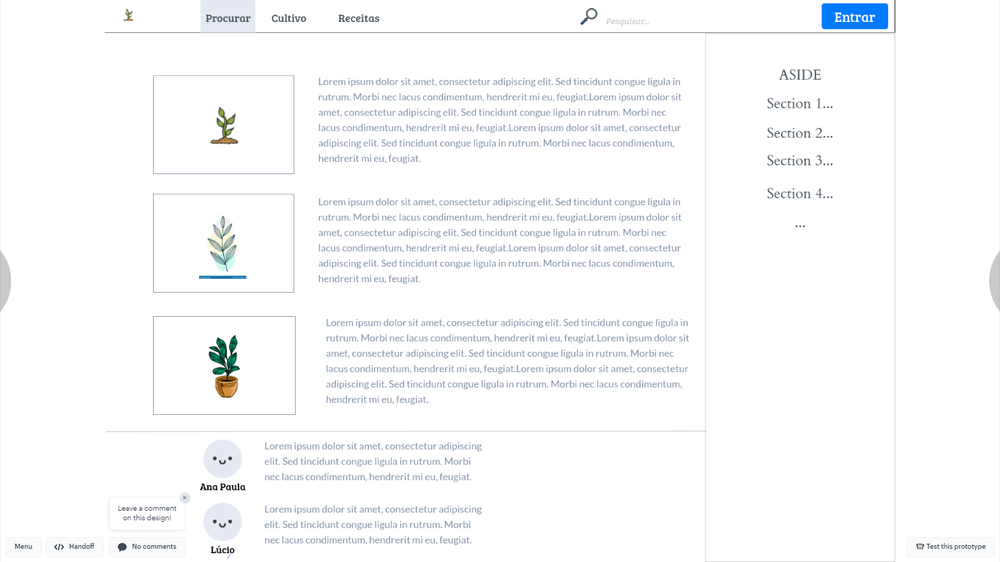 Procurar
Cultivo
Receitas
Pesquisar...
Entrar
Lorem ipsum dolor sit amet, consectetur adipiscing elit. Sed tincidunt congue ligula in
rutrum. Morbi nec lacus condimentum, hendrerit mi eu, feugiat.Lorem ipsum dolor sit
amet, consectetur adipiscing elit. Sed tincidunt congue ligula in rutrum. Morbi nec
lacus condimentum, hendrerit mi eu, feugiat.Lorem ipsum dolor sit amet, consectetur
adipiscing elit. Sed tincidunt congue ligula in rutrum. Morbi nec lacus condimentum,
hendrerit mi eu, feugiat.
Lorem ipsum dolor sit amet, consectetur adipiscing elit. Sed tincidunt congue ligula in
rutrum. Morbi nec lacus condimentum, hendrerit mi eu, feugiat.Lorem ipsum dolor sit
amet, consectetur adipiscing elit. Sed tincidunt congue ligula in rutrum. Morbi nec
lacus condimentum, hendrerit mi eu, feugiat.Lorem ipsum dolor sit amet, consectetur
adipiscing elit. Sed tincidunt congue ligula in rutrum. Morbi nec lacus condimentum,
hendrerit mi eu, feugiat.
Lorem ipsum dolor sit amet, consectetur adipiscing elit. Sed tincidunt congue ligula in
rutrum. Morbi nec lacus condimentum, hendrerit mi eu, feugiat.Lorem ipsum dolor sit
amet, consectetur adipiscing elit. Sed tincidunt congue ligula in rutrum. Morbi nec
lacus condimentum, hendrerit mi eu, feugiat.Lorem ipsum dolor sit amet, consectetur
adipiscing elit. Sed tincidunt congue ligula in rutrum. Morbi nec lacus condimentum,
hendrerit mi eu, feugiat.
ASIDE
Section 1...
Section 2...
Section 3...
Section 4...
...
Lorem ipsum dolor sit amet, consectetur adipiscing
elit. Sed tincidunt congue ligula in rutrum. Morbi
nec lacus condimentum, hendrerit mi eu, feugiat.
Ana Paula
Lorem ipsum dolor sit amet, consectetur adipiscing
elit. Sed tincidunt congue ligula in rutrum. Morbi
nec lacus condimentum, hendrerit mi eu, feugiat.
Lúcio
Leave a comment
on this design!
Menu
Handoff
No comments
Test this prototype